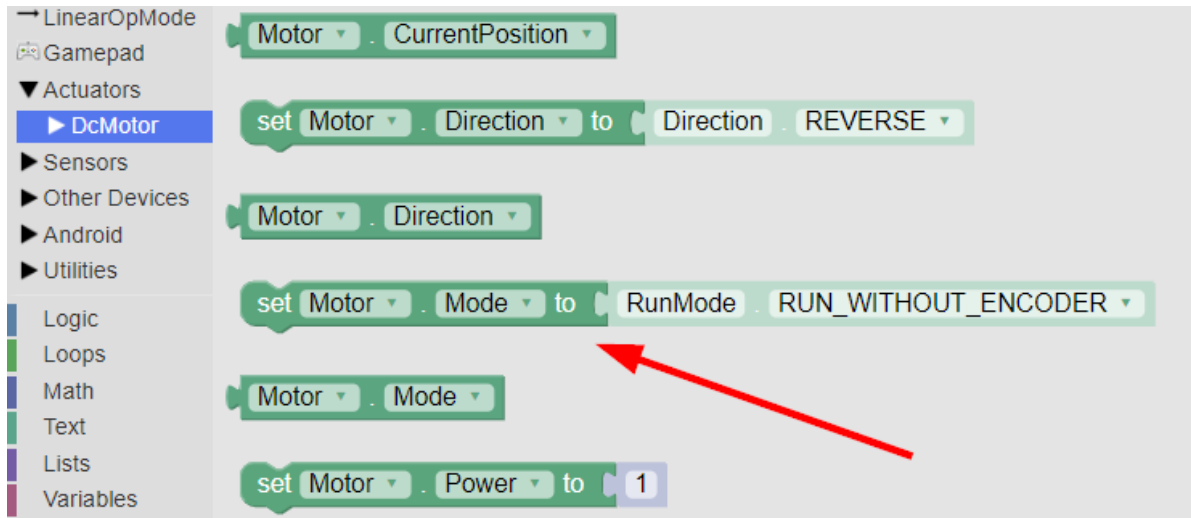 LinearOpMode
Gamepad
Actuators
DcMotor
Sensors
Other Devices
Android
Utilities
Logic
Loops
Math
Text
Lists
Variables
Motor . CurrentPosition
set Motor . Direction to Direction . REVERSE
Motor . Direction
set Motor . Mode to RunMode . RUN_WITHOUT_ENCODER
Motor . Mode
set Motor . Power to 1